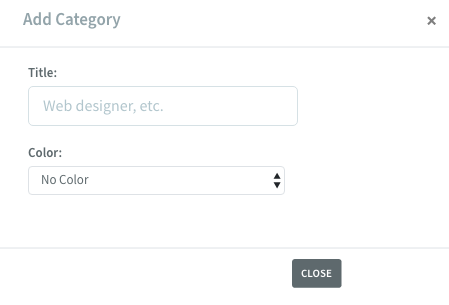 Add Category ×
Title:
Web designer, etc.
Color:
No Color
CLOSE